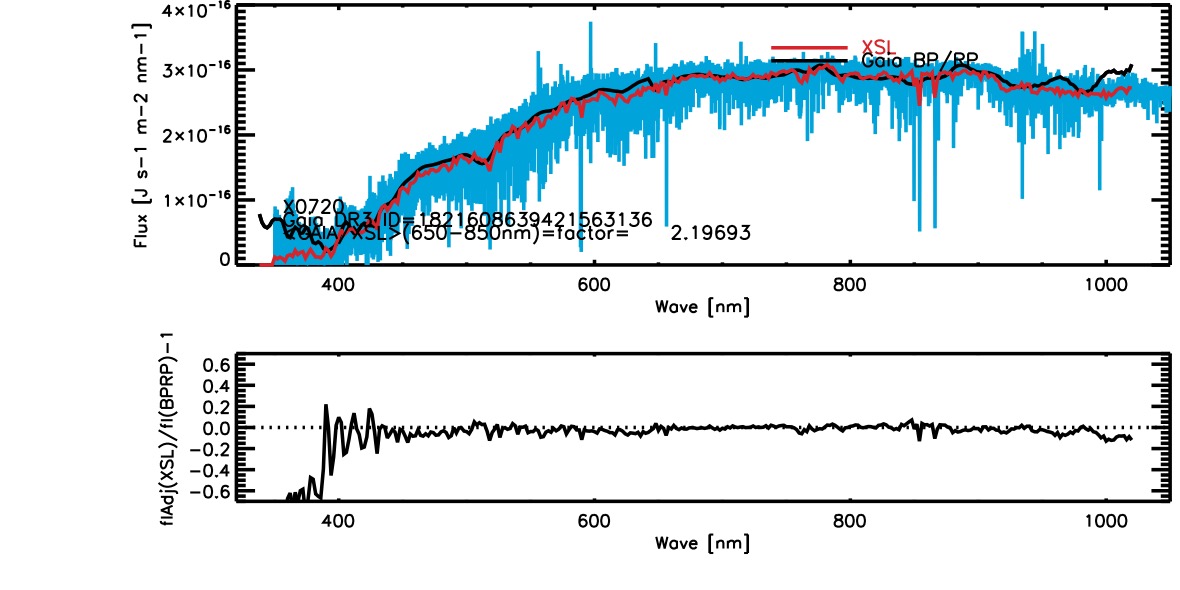 4×10−16
3×10−16
2×10−16
1×10−16
0
Flux [J s−1 m−2 nm−1]
XSL
Gaia BP/RP
X0720
Gaia DR3 ID=1821608639421563136
XSL>(650−850nm)=factor= 2.19693
400 600 800 1000
Wave [nm]
0.6
0.4
0.2
0.0
−0.2
−0.4
−0.6
flAdj(XSL)/fl(BPRP)−1
400 600 800 1000
Wave [nm]